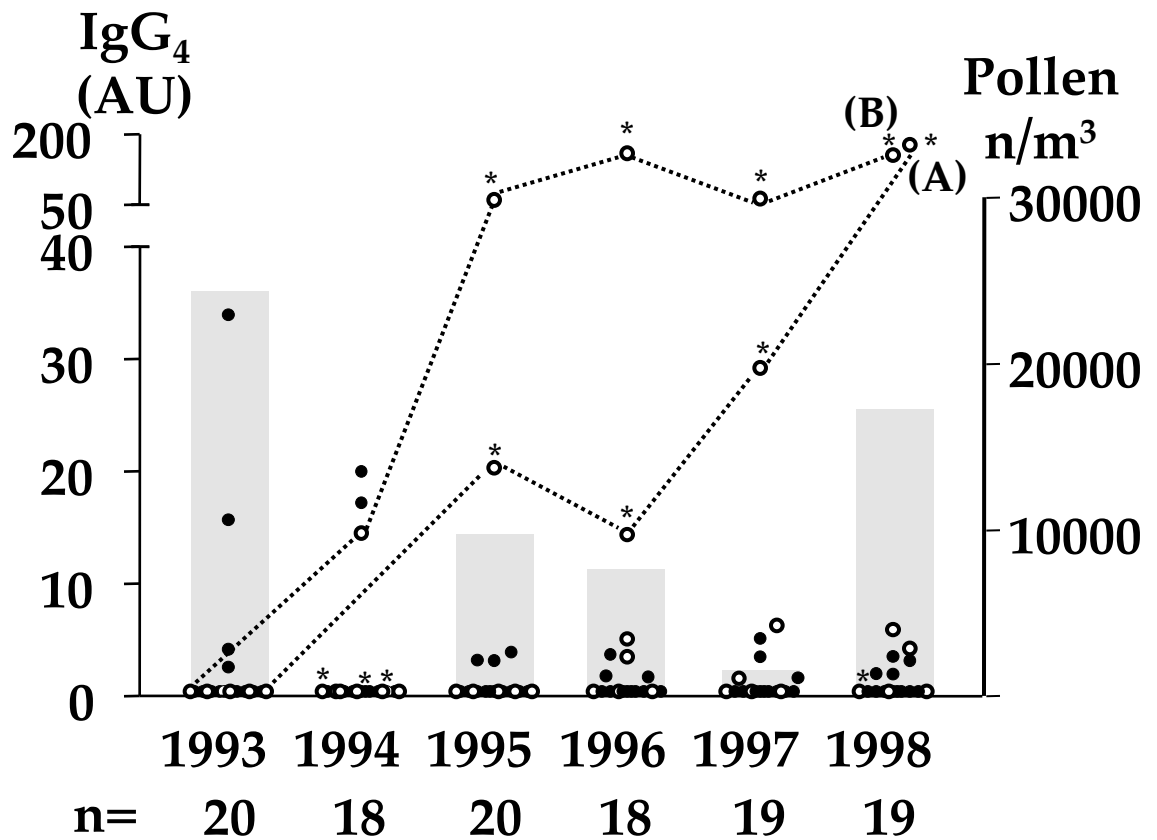 IgG₄
(AU)
Pollen
n/m³
200
50
40
30
20
10
0
30000
20000
10000
(B)
(A)
* * * * *
* * *
* * * *
1993 1994 1995 1996 1997 1998
n= 20 18 20 18 19 19